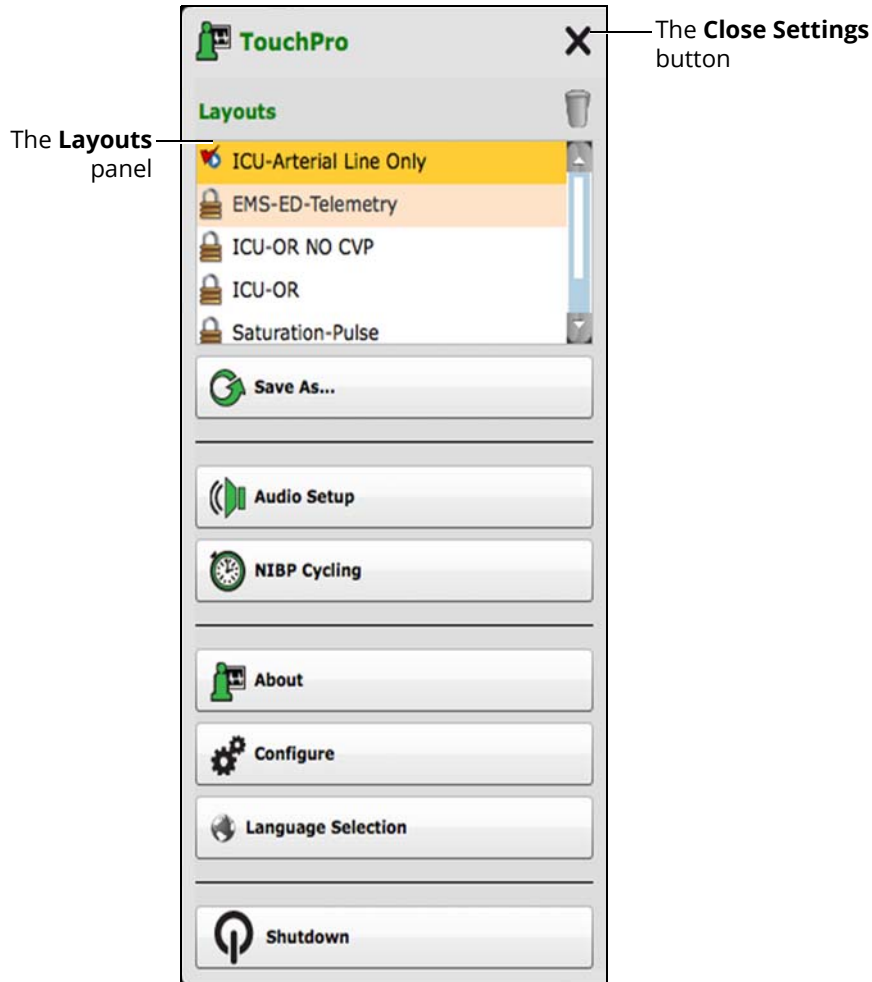 TouchPro
The Close Settings
button
Layouts
The Layouts
panel
ICU-Arterial Line Only
EMS-ED-Telemetry
ICU-OR NO CVP
ICU-OR
Saturation-Pulse
Save As...
Audio Setup
NIBP Cycling
About
Configure
Language Selection
Shutdown